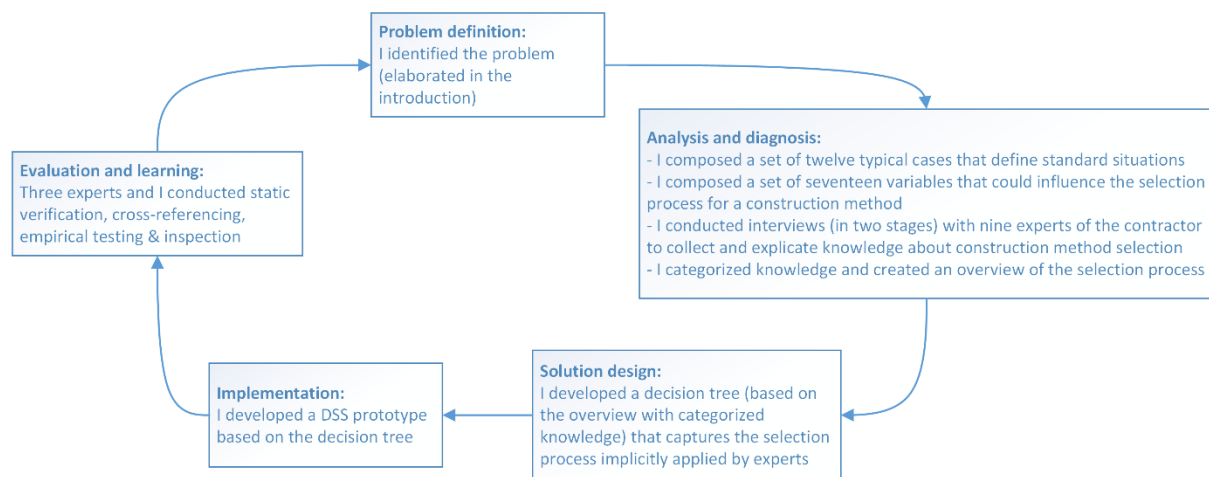 Problem definition:
I identified the problem
(elaborated in the
introduction)
Analysis and diagnosis:
- I composed a set of twelve typical cases that define standard situations
- I composed a set of seventeen variables that could influence the selection
process for a construction method
- I conducted interviews (in two stages) with nine experts of the contractor
to collect and explicate knowledge about construction method selection
- I categorized knowledge and created an overview of the selection process
Solution design:
I developed a decision tree (based on
the overview with categorized
knowledge) that captures the selection
process implicitly applied by experts
Implementation:
I developed a DSS prototype
based on the decision tree
Evaluation and learning:
Three experts and I conducted static
verification, cross-referencing,
empirical testing & inspection